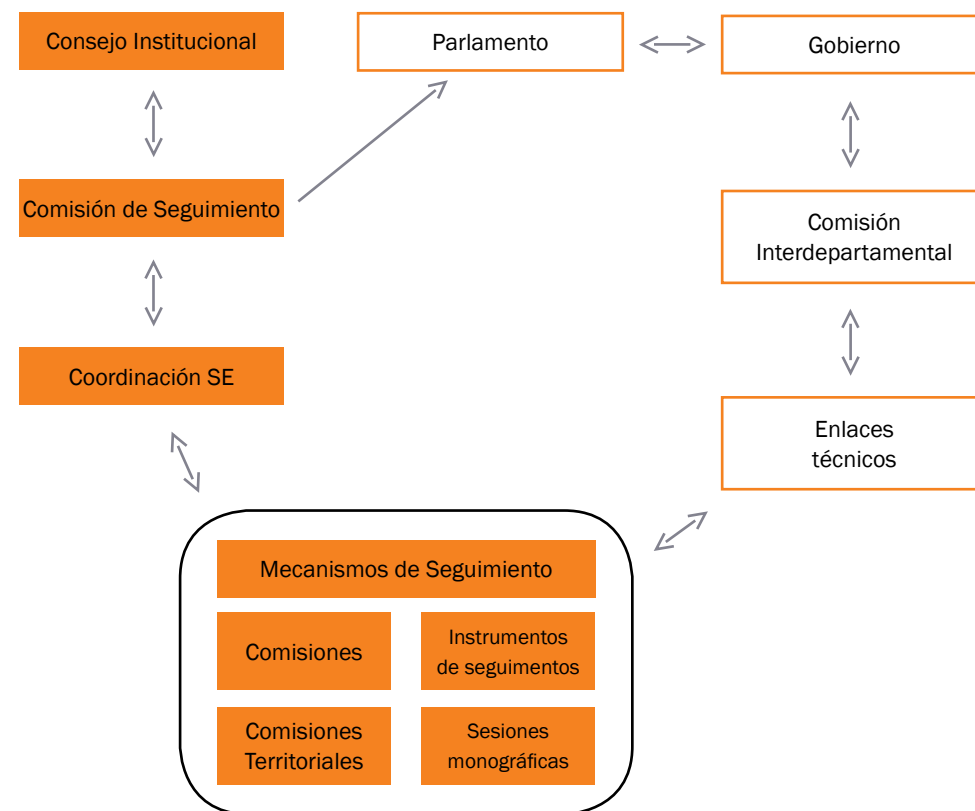 Consejo Institucional
Parlamento
Gobierno
Comisión de Seguimiento
Comisión
Interdepartamental
Coordinación SE
Enlaces
técnicos
Mecanismos de Seguimiento
Comisiones
Instrumentos
de seguimentos
Comisiones
Territoriales
Sesiones
monográficas